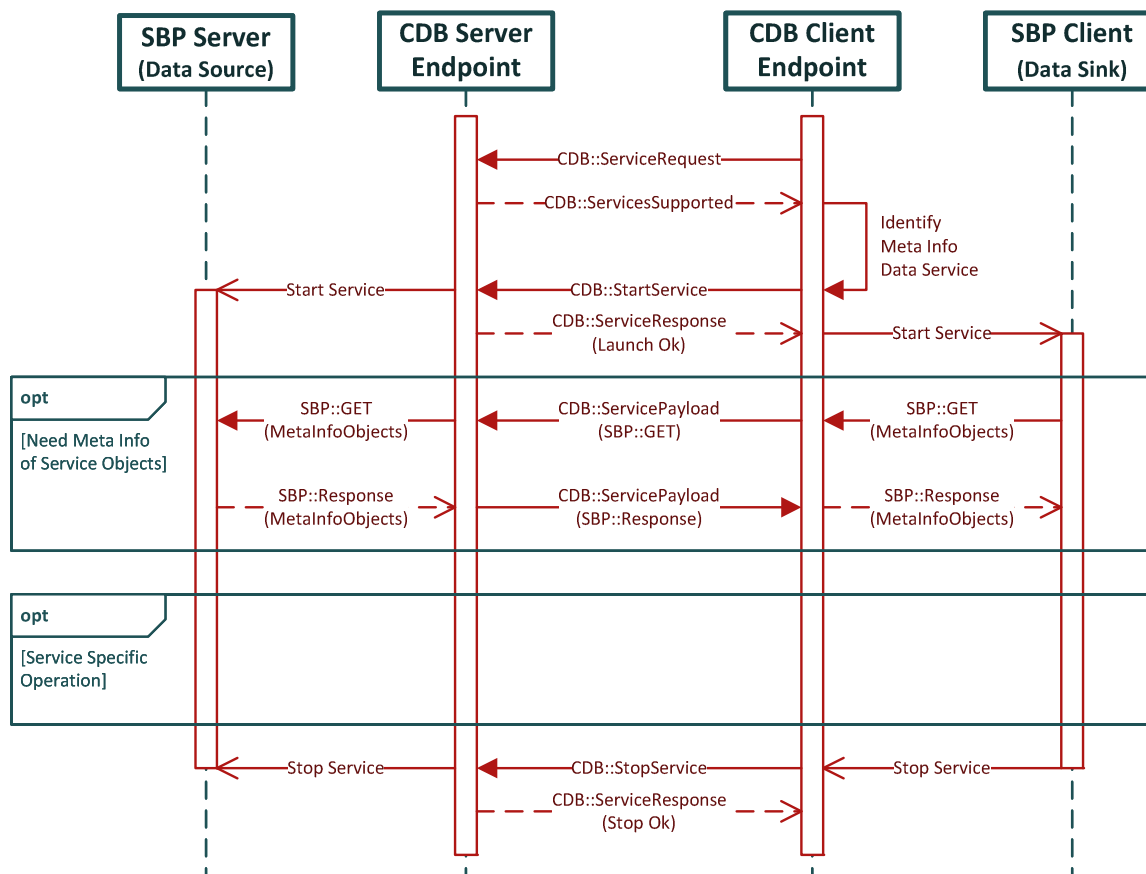 SBP Server
(Data Source)
CDB Server
Endpoint
CDB Client
Endpoint
SBP Client
(Data Sink)
CDB::ServiceRequest
CDB::ServicesSupported
Identify
Meta Info
Data Service
Start Service
CDB::StartService
CDB::ServiceResponse
(Launch Ok)
Start Service
opt
[Need Meta Info
of Service Objects]
SBP::GET
(MetaInfoObjects)
CDB::ServicePayload
(SBP::GET)
SBP::GET
(MetaInfoObjects)
SBP::Response
(MetaInfoObjects)
CDB::ServicePayload
(SBP::Response)
SBP::Response
(MetaInfoObjects)
opt
[Service Specific
Operation]
Stop Service
CDB::StopService
Stop Service
CDB::ServiceResponse
(Stop Ok)